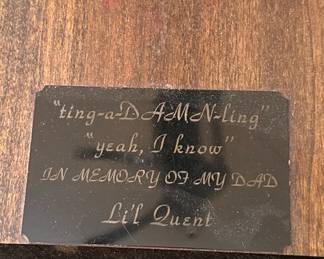 "ting-a-DAMN-ling"
"yeah, I know"
IN MEMORY OF MY DAD
Li'l Quent